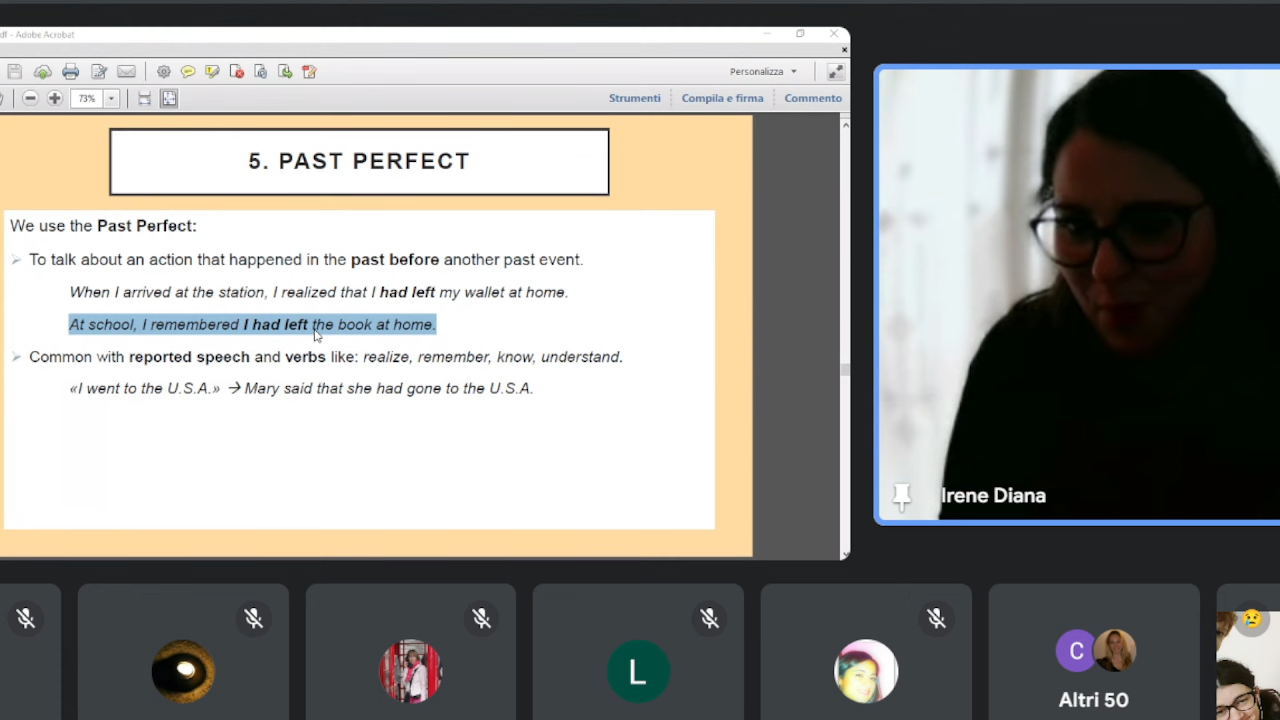 df - Adobe Acrobat
Personalizza
73%
Strumenti
Compila e firma
Commento
5. PAST PERFECT
We use the Past Perfect:
To talk about an action that happened in the past before another past event.
When I arrived at the station, I realized that I had left my wallet at home.
At school, I remembered I had left the book at home.
Common with reported speech and verbs like: realize, remember, know, understand.
«I went to the U.S.A.» → Mary said that she had gone to the U.S.A.
Irene Diana
L
C
Altri 50